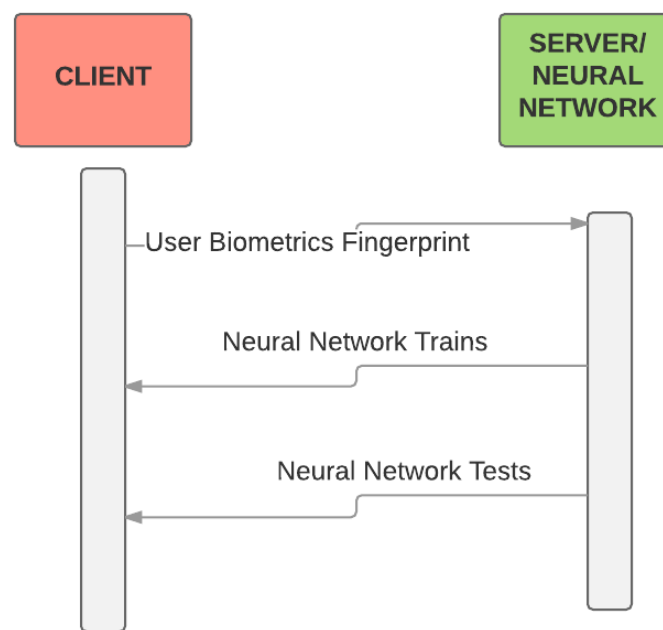 CLIENT
SERVER/
NEURAL
NETWORK
User Biometrics Fingerprint
Neural Network Trains
Neural Network Tests